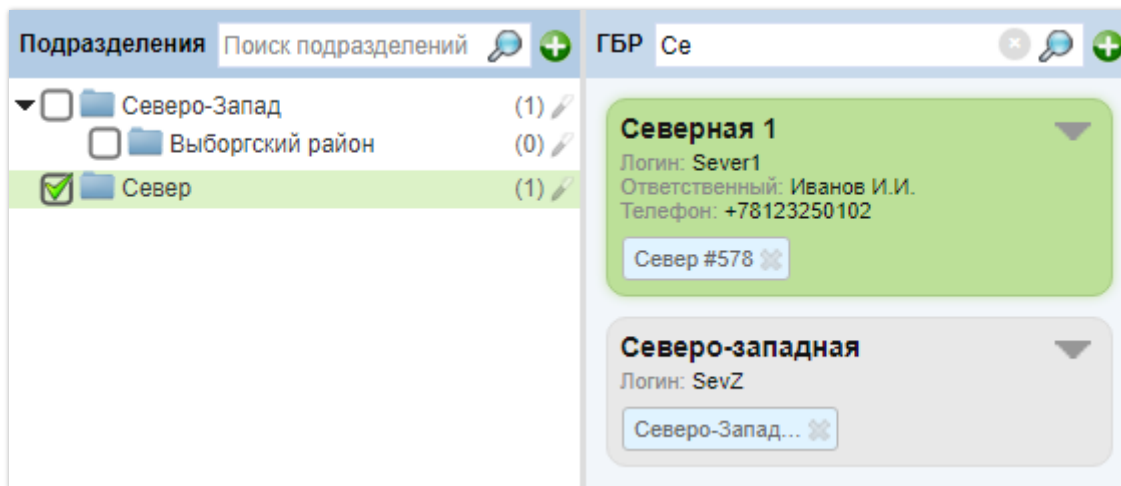 Подразделения Поиск подразделений
Северо-Запад (1)
Выборгский район (0)
Север (1)
ГБР Се
Северная 1
Логин: Sever1
Ответственный: Иванов И.И.
Телефон: +78123250102
Север #578
Северо-западная
Логин: SevZ
Северо-Запад...